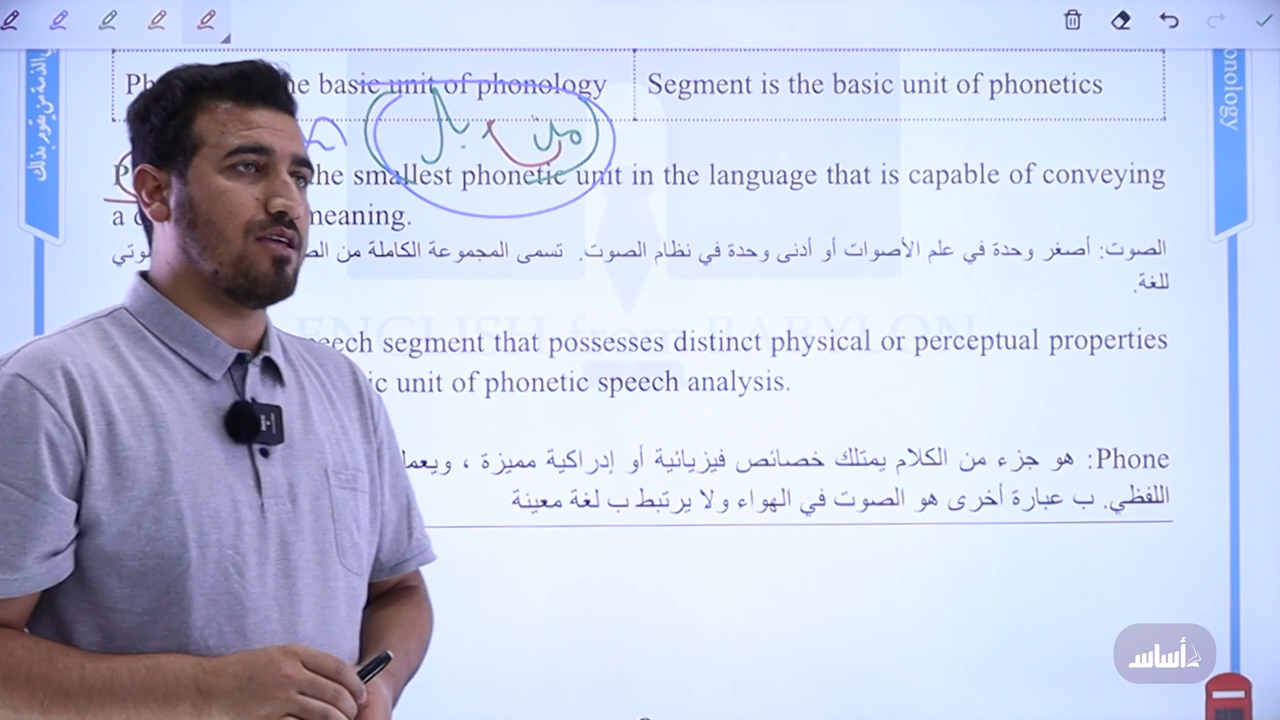 basic unit of phonology
Segment is the basic unit of phonetics
من بـ
the smallest phonetic unit in the language that is capable of conveying
a meaning.
الصوت: أصغر وحدة في علم الأصوات أو أدنى وحدة في نظام الصوت. تسمى المجموعة الكاملة من
للغة.
ENGLISH from BABYLON
segment that possesses distinct physical or perceptual properties
unit of phonetic speech analysis.
Phone: هو جزء من الكلام يمتلك خصائص فيزيائية أو إدراكية مميزة ، ويعمل
اللفظي. ب عبارة أخرى هو الصوت في الهواء ولا يرتبط ب لغة معينة
أساس